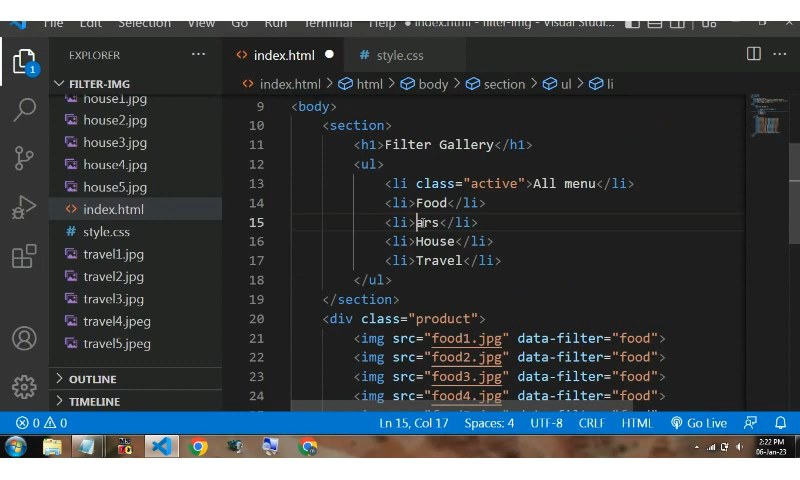 File Edit Selection View Go Run Terminal Help index.html - filter-img - Visual Studi...
EXPLORER ...
index.html
style.css
FILTER-IMG
index.html > html > body > section > ul > li
house1.jpg
house2.jpg
house3.jpg
house4.jpg
house5.jpg
index.html
style.css
travel1.jpg
travel2.jpg
travel3.jpg
travel4.jpeg
travel5.jpeg
OUTLINE
TIMELINE
9 <body>
10 <section>
11 <h1>Filter Gallery</h1>
12 <ul>
13 <li class="active">All menu</li>
14 <li>Food</li>
15 <li>ars</li>
16 <li>House</li>
17 <li>Travel</li>
18 </ul>
19 </section>
20 <div class="product">
21 <img src="food1.jpg" data-filter="food">
22 <img src="food2.jpg" data-filter="food">
23 <img src="food3.jpg" data-filter="food">
24 <img src="food4.jpg" data-filter="food">
0 0 Ln 15, Col 17 Spaces: 4 UTF-8 CRLF HTML Go Live
2:22 PM
06-Jan-23